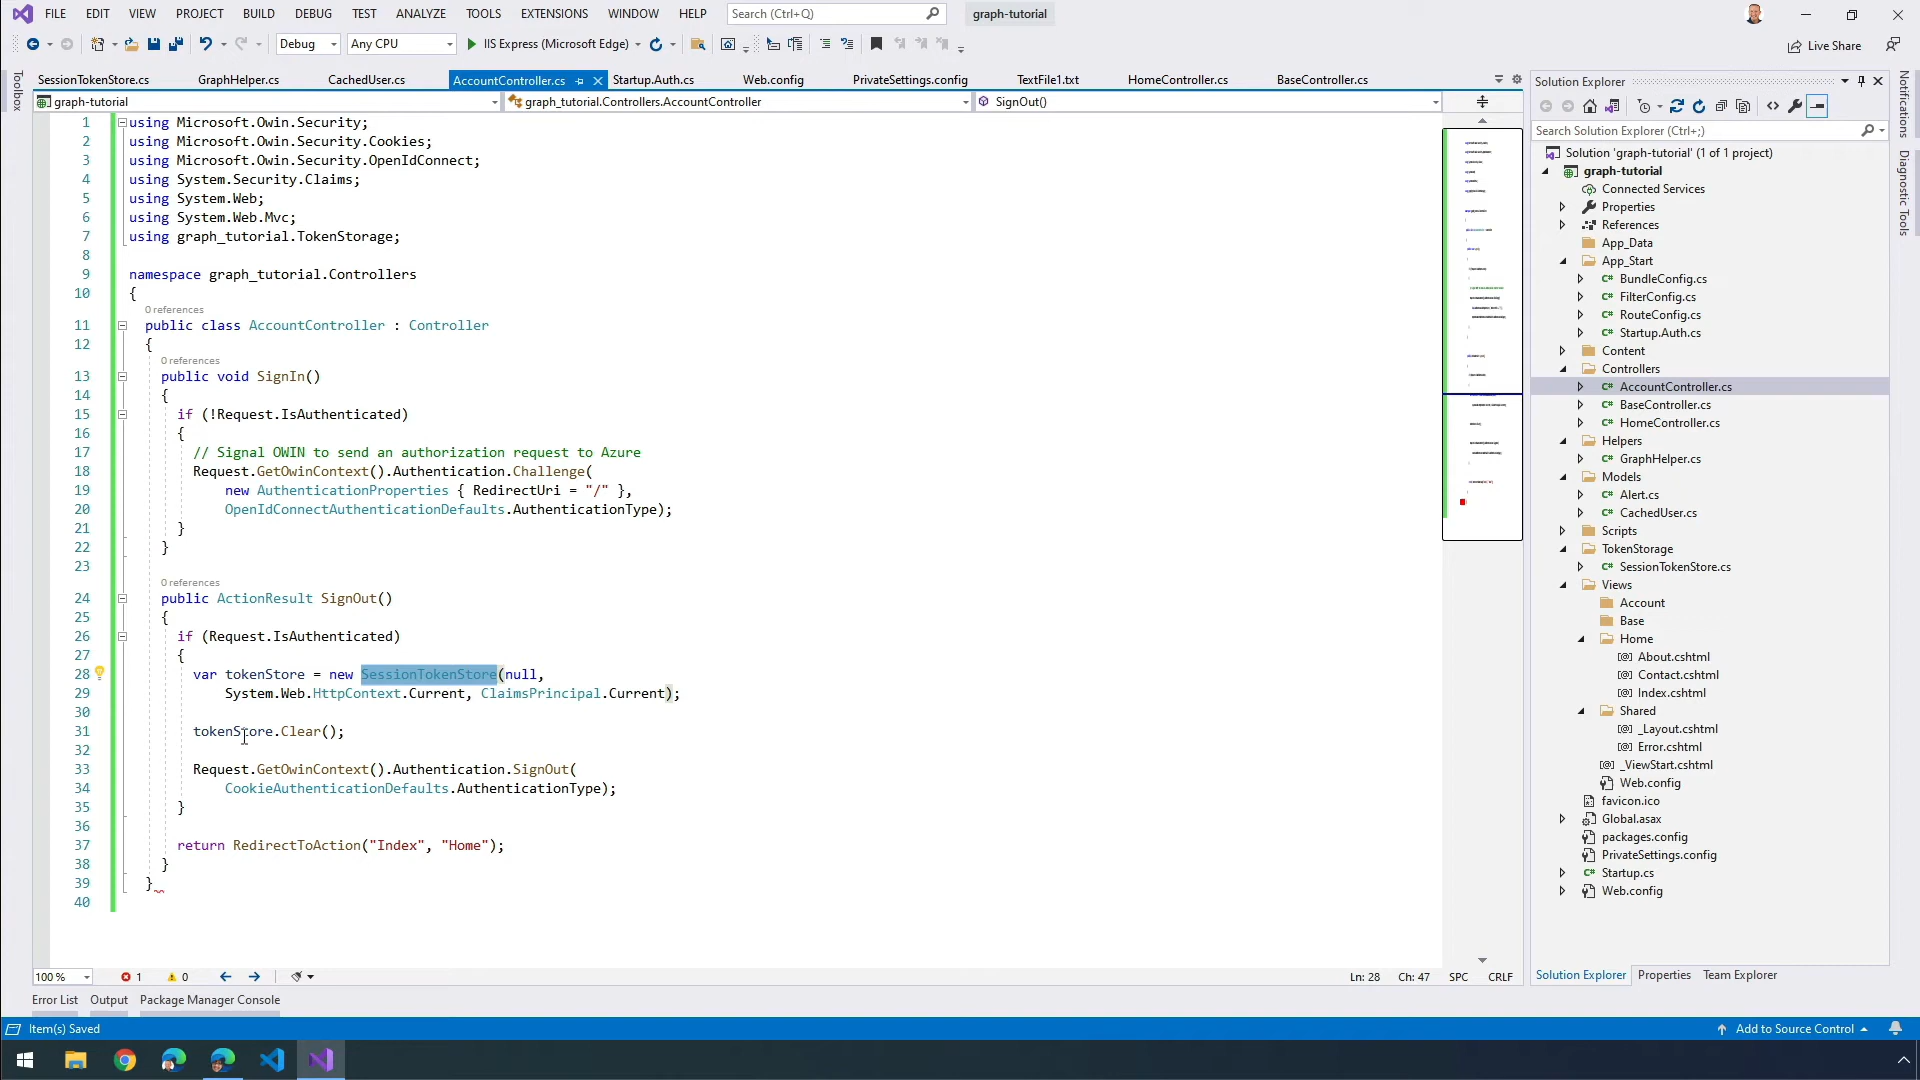 FILE EDIT VIEW PROJECT BUILD DEBUG TEST ANALYZE TOOLS EXTENSIONS WINDOW HELP Search (Ctrl+Q) graph-tutorial
Debug Any CPU IIS Express (Microsoft Edge) Live Share
Toolbox
SessionTokenStore.cs GraphHelper.cs CachedUser.cs AccountController.cs Startup.Auth.cs Web.config PrivateSettings.config TextFile1.txt HomeController.cs BaseController.cs
graph-tutorial graph_tutorial.Controllers.AccountController SignOut()
1 using Microsoft.Owin.Security;
2 using Microsoft.Owin.Security.Cookies;
3 using Microsoft.Owin.Security.OpenIdConnect;
4 using System.Security.Claims;
5 using System.Web;
6 using System.Web.Mvc;
7 using graph_tutorial.TokenStorage;
8
9 namespace graph_tutorial.Controllers
10 {
0 references
11 public class AccountController : Controller
12 {
0 references
13 public void SignIn()
14 {
15 if (!Request.IsAuthenticated)
16 {
17 // Signal OWIN to send an authorization request to Azure
18 Request.GetOwinContext().Authentication.Challenge(
19 new AuthenticationProperties { RedirectUri = "/" },
20 OpenIdConnectAuthenticationDefaults.AuthenticationType);
21 }
22 }
23
0 references
24 public ActionResult SignOut()
25 {
26 if (Request.IsAuthenticated)
27 {
28 var tokenStore = new SessionTokenStore(null,
29 System.Web.HttpContext.Current, ClaimsPrincipal.Current);
30
31 tokenStore.Clear();
32
33 Request.GetOwinContext().Authentication.SignOut(
34 CookieAuthenticationDefaults.AuthenticationType);
35 }
36
37 return RedirectToAction("Index", "Home");
38 }
39 }
40
100 % 1 0 Ln: 28 Ch: 47 SPC CRLF
Error List Output Package Manager Console
Solution Explorer
Search Solution Explorer (Ctrl+;)
Solution 'graph-tutorial' (1 of 1 project)
graph-tutorial
Connected Services
Properties
References
App_Data
App_Start
C# BundleConfig.cs
C# FilterConfig.cs
C# RouteConfig.cs
C# Startup.Auth.cs
Content
Controllers
C# AccountController.cs
C# BaseController.cs
C# HomeController.cs
Helpers
C# GraphHelper.cs
Models
C# Alert.cs
C# CachedUser.cs
Scripts
TokenStorage
C# SessionTokenStore.cs
Views
Account
Base
Home
[@] About.cshtml
[@] Contact.cshtml
[@] Index.cshtml
Shared
[@] _Layout.cshtml
[@] Error.cshtml
[@] _ViewStart.cshtml
Web.config
favicon.ico
Global.asax
packages.config
PrivateSettings.config
C# Startup.cs
Web.config
Solution Explorer Properties Team Explorer
Notifications
Diagnostic Tools
Item(s) Saved Add to Source Control